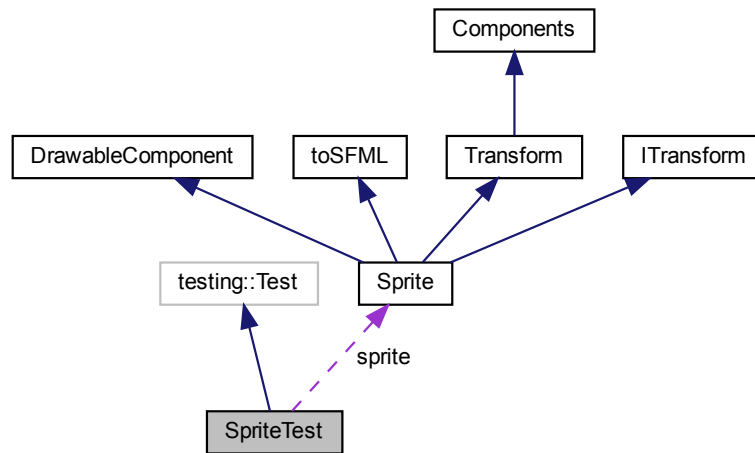 Components
DrawableComponent
toSFML
Transform
ITransform
testing::Test
Sprite
sprite
SpriteTest